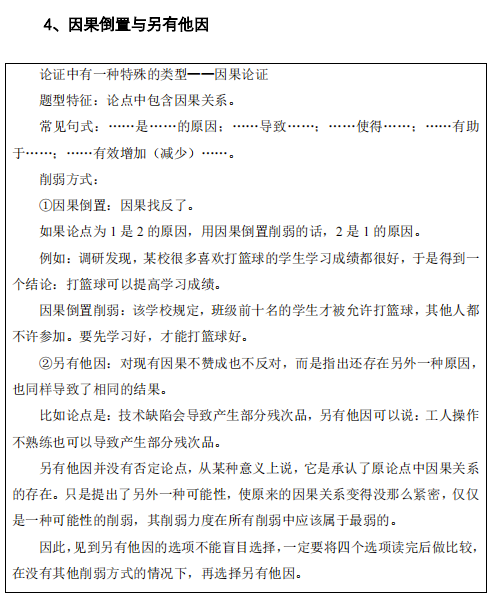 4、因果倒置与另有他因
论证中有一种特殊的类型——因果论证
题型特征：论点中包含因果关系。
常见句式：……是……的原因；……导致……；……使得……；……有助
于……；……有效增加（减少）……。
削弱方式：
①因果倒置：因果找反了。
如果论点为 1 是 2 的原因，用因果倒置削弱的话，2 是 1 的原因。
例如：调研发现，某校很多喜欢打篮球的学生学习成绩都很好，于是得到一
个结论：打篮球可以提高学习成绩。
因果倒置削弱：该学校规定，班级前十名的学生才被允许打篮球，其他人都
不许参加。要先学习好，才能打篮球好。
②另有他因：对现有因果不赞成也不反对，而是指出还存在另外一种原因，
也同样导致了相同的结果。
比如论点是：技术缺陷会导致产生部分残次品，另有他因可以说：工人操作
不熟练也可以导致产生部分残次品。
另有他因并没有否定论点，从某种意义上说，它是承认了原论点中因果关系
的存在。只是提出了另外一种可能性，使原来的因果关系变得没那么紧密，仅仅
是一种可能性的削弱，其削弱力度在所有削弱中应该属于最弱的。
因此，见到另有他因的选项不能盲目选择，一定要将四个选项读完后做比较，
在没有其他削弱方式的情况下，再选择另有他因。